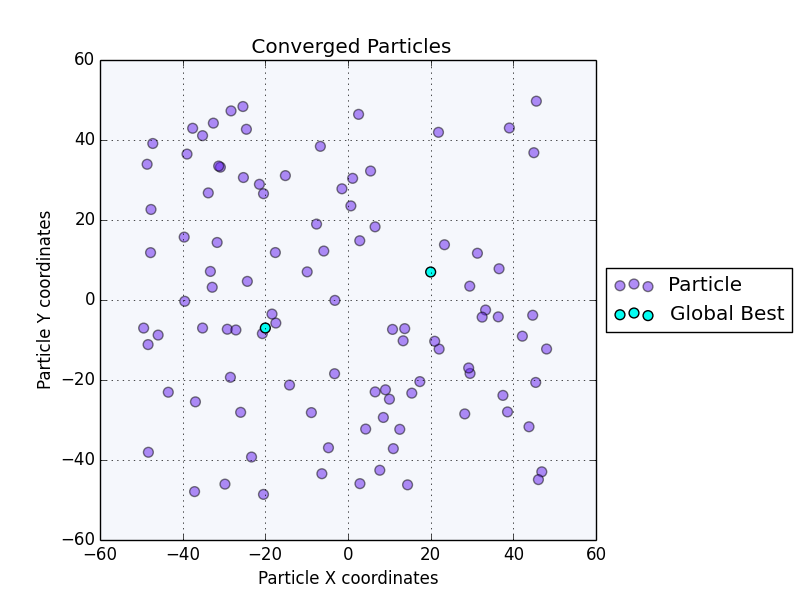 Converged Particles
Particle Y coordinates
60
40
20
0
−20
−40
−60
−60 −40 −20 0 20 40 60
Particle X coordinates
Particle
Global Best